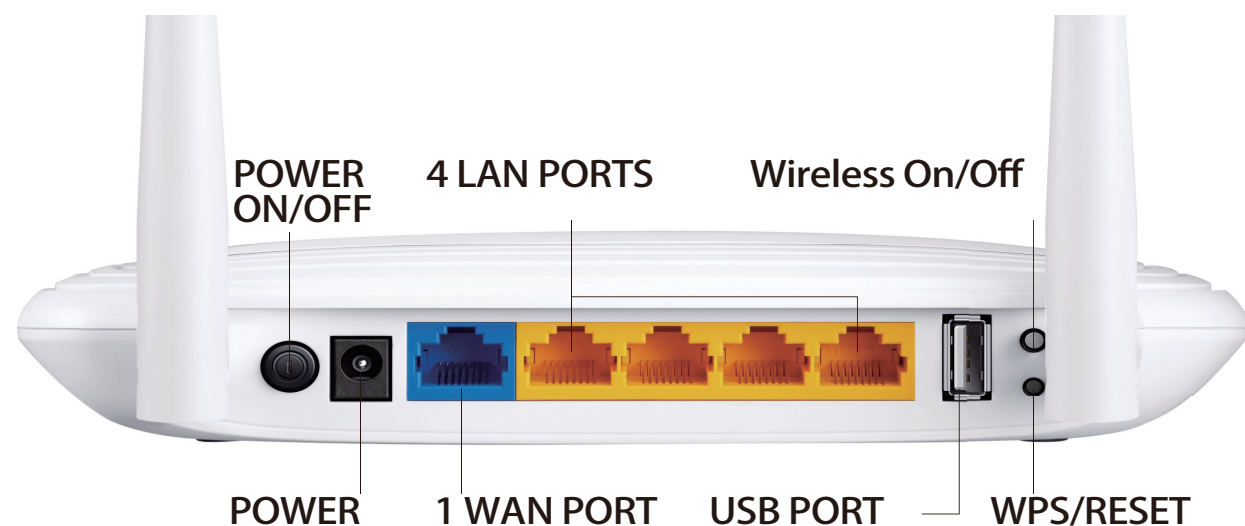 POWER
ON/OFF
4 LAN PORTS
Wireless On/Off
POWER
1 WAN PORT
USB PORT
WPS/RESET